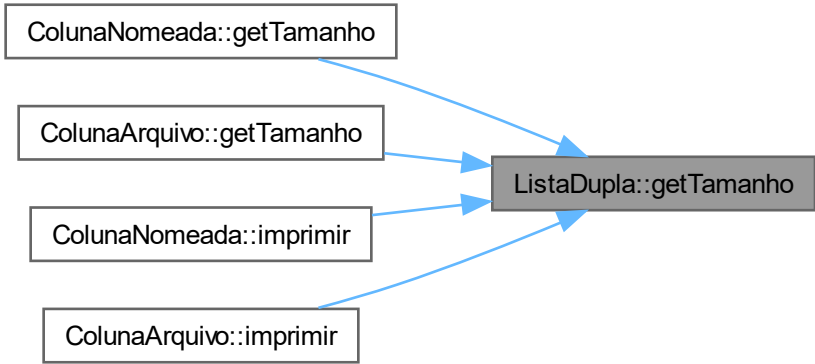 ColunaNomeada::getTamanho
ColunaArquivo::getTamanho
ListaDupla::getTamanho
ColunaNomeada::imprimir
ColunaArquivo::imprimir